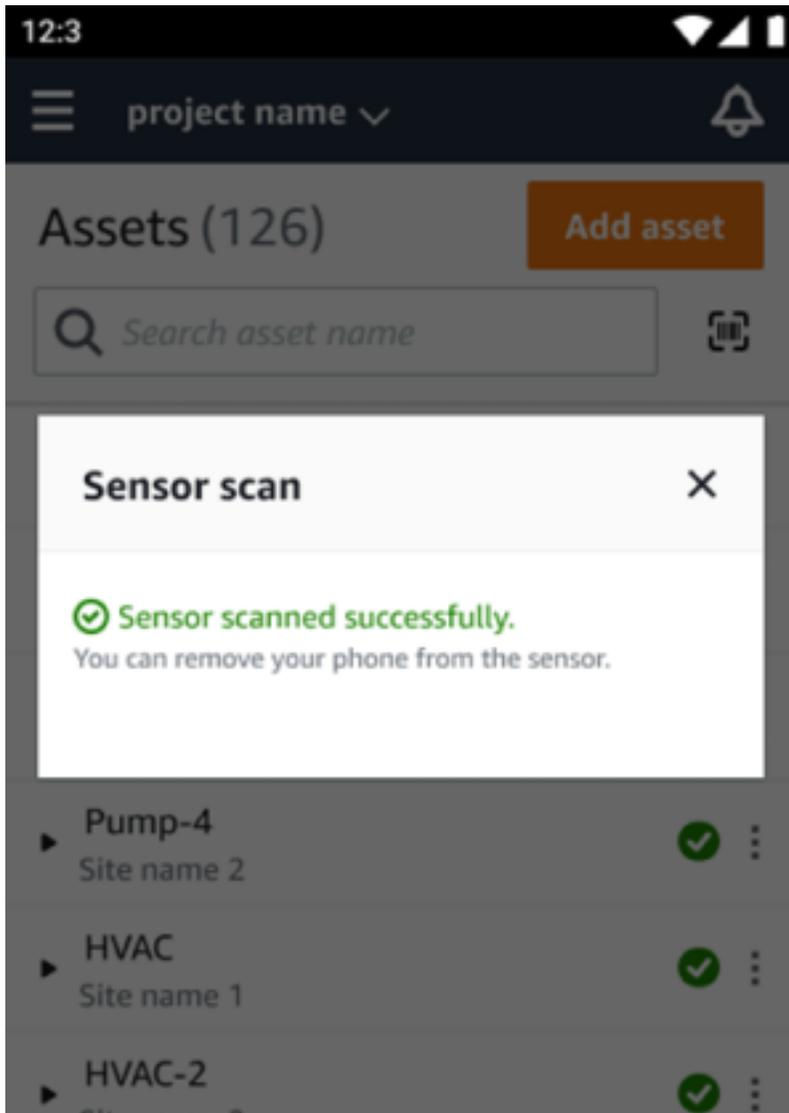 12:3
project name
Assets (126)
Add asset
Search asset name
Sensor scan
Sensor scanned successfully.
You can remove your phone from the sensor.
Pump-4
Site name 2
HVAC
Site name 1
HVAC-2